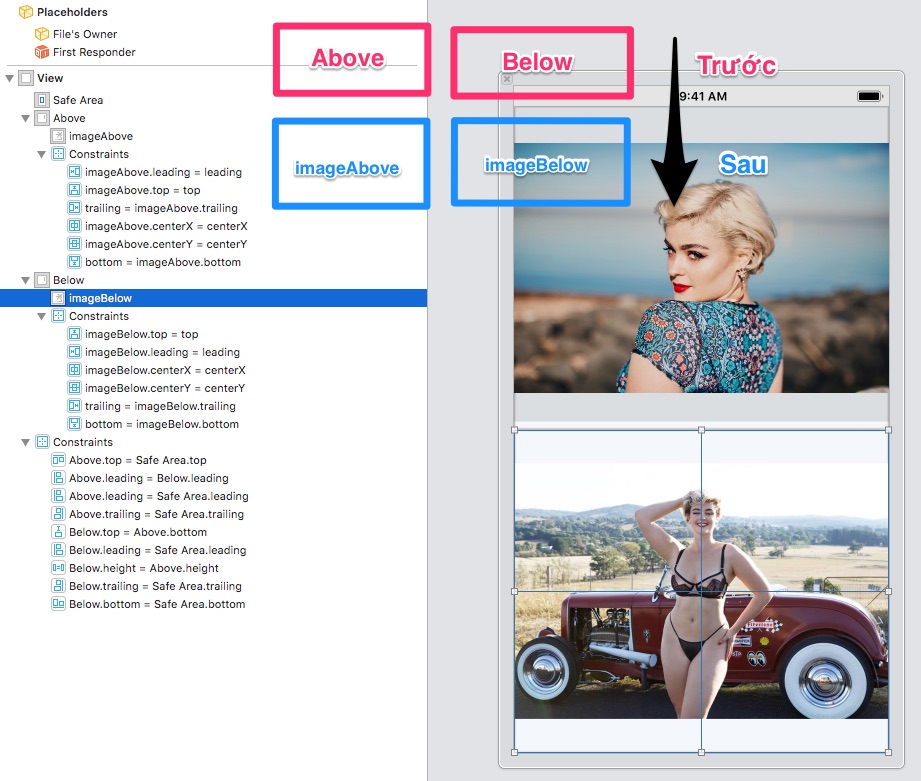 Placeholders
File's Owner
First Responder
View
Safe Area
Above
imageAbove
Constraints
imageAbove.leading = leading
imageAbove.top = top
trailing = imageAbove.trailing
imageAbove.centerX = centerX
imageAbove.centerY = centerY
bottom = imageAbove.bottom
Below
imageBelow
Constraints
imageBelow.top = top
imageBelow.leading = leading
imageBelow.centerX = centerX
imageBelow.centerY = centerY
trailing = imageBelow.trailing
bottom = imageBelow.bottom
Constraints
Above.top = Safe Area.top
Above.leading = Below.leading
Above.leading = Safe Area.leading
Above.trailing = Safe Area.trailing
Below.top = Above.bottom
Below.leading = Safe Area.leading
Below.height = Above.height
Below.trailing = Safe Area.trailing
Below.bottom = Safe Area.bottom
Above
Below
Trước
9:41 AM
imageAbove
imageBelow
Sau
Firestone